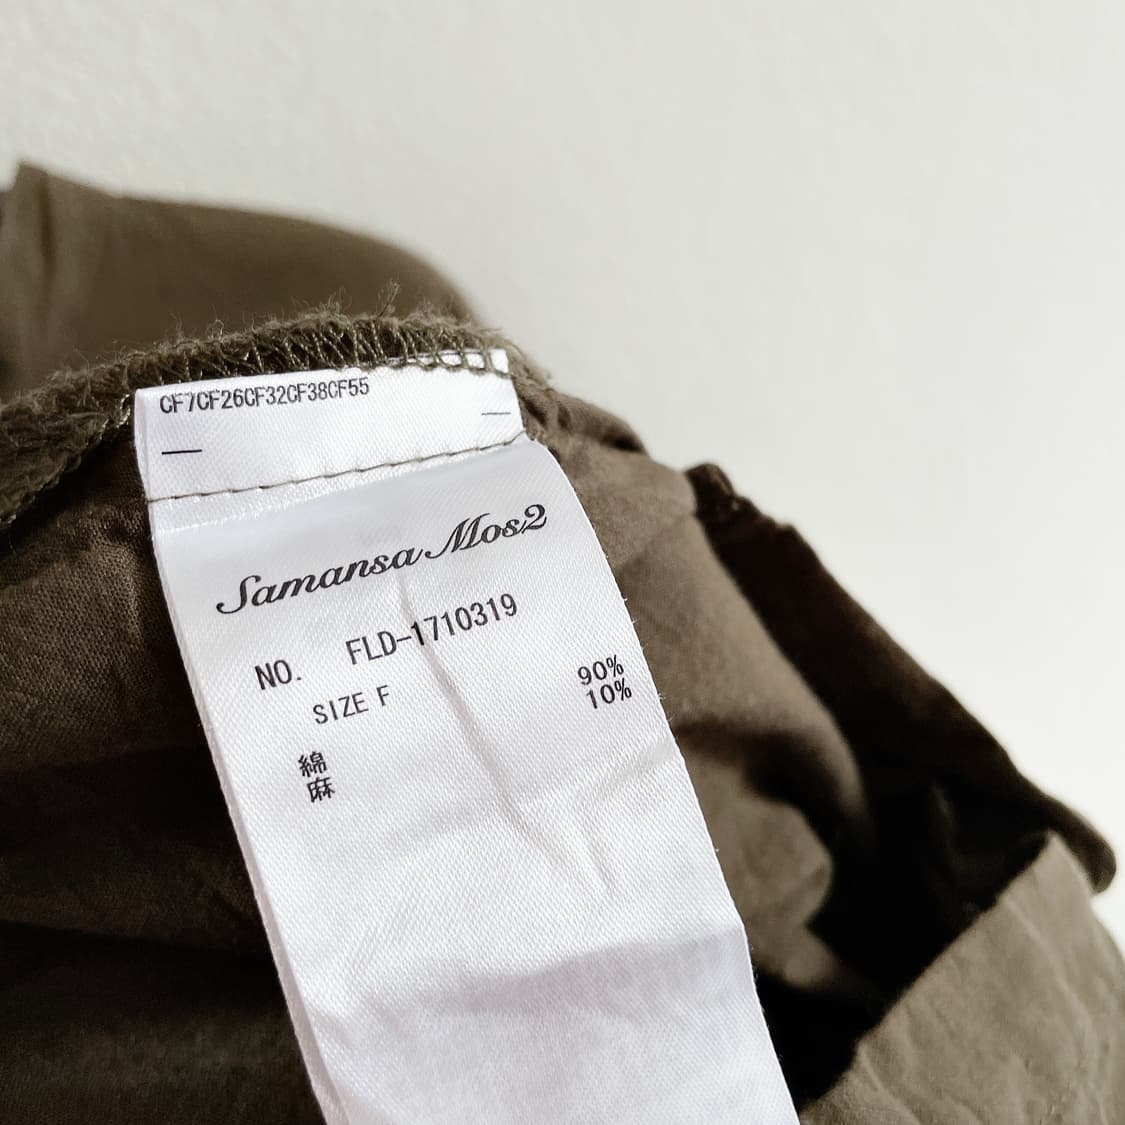 CF7CF26CF32CF38CF55
Samansa Mos2
NO. FLD-1710319
SIZE F
綿 90%
麻 10%